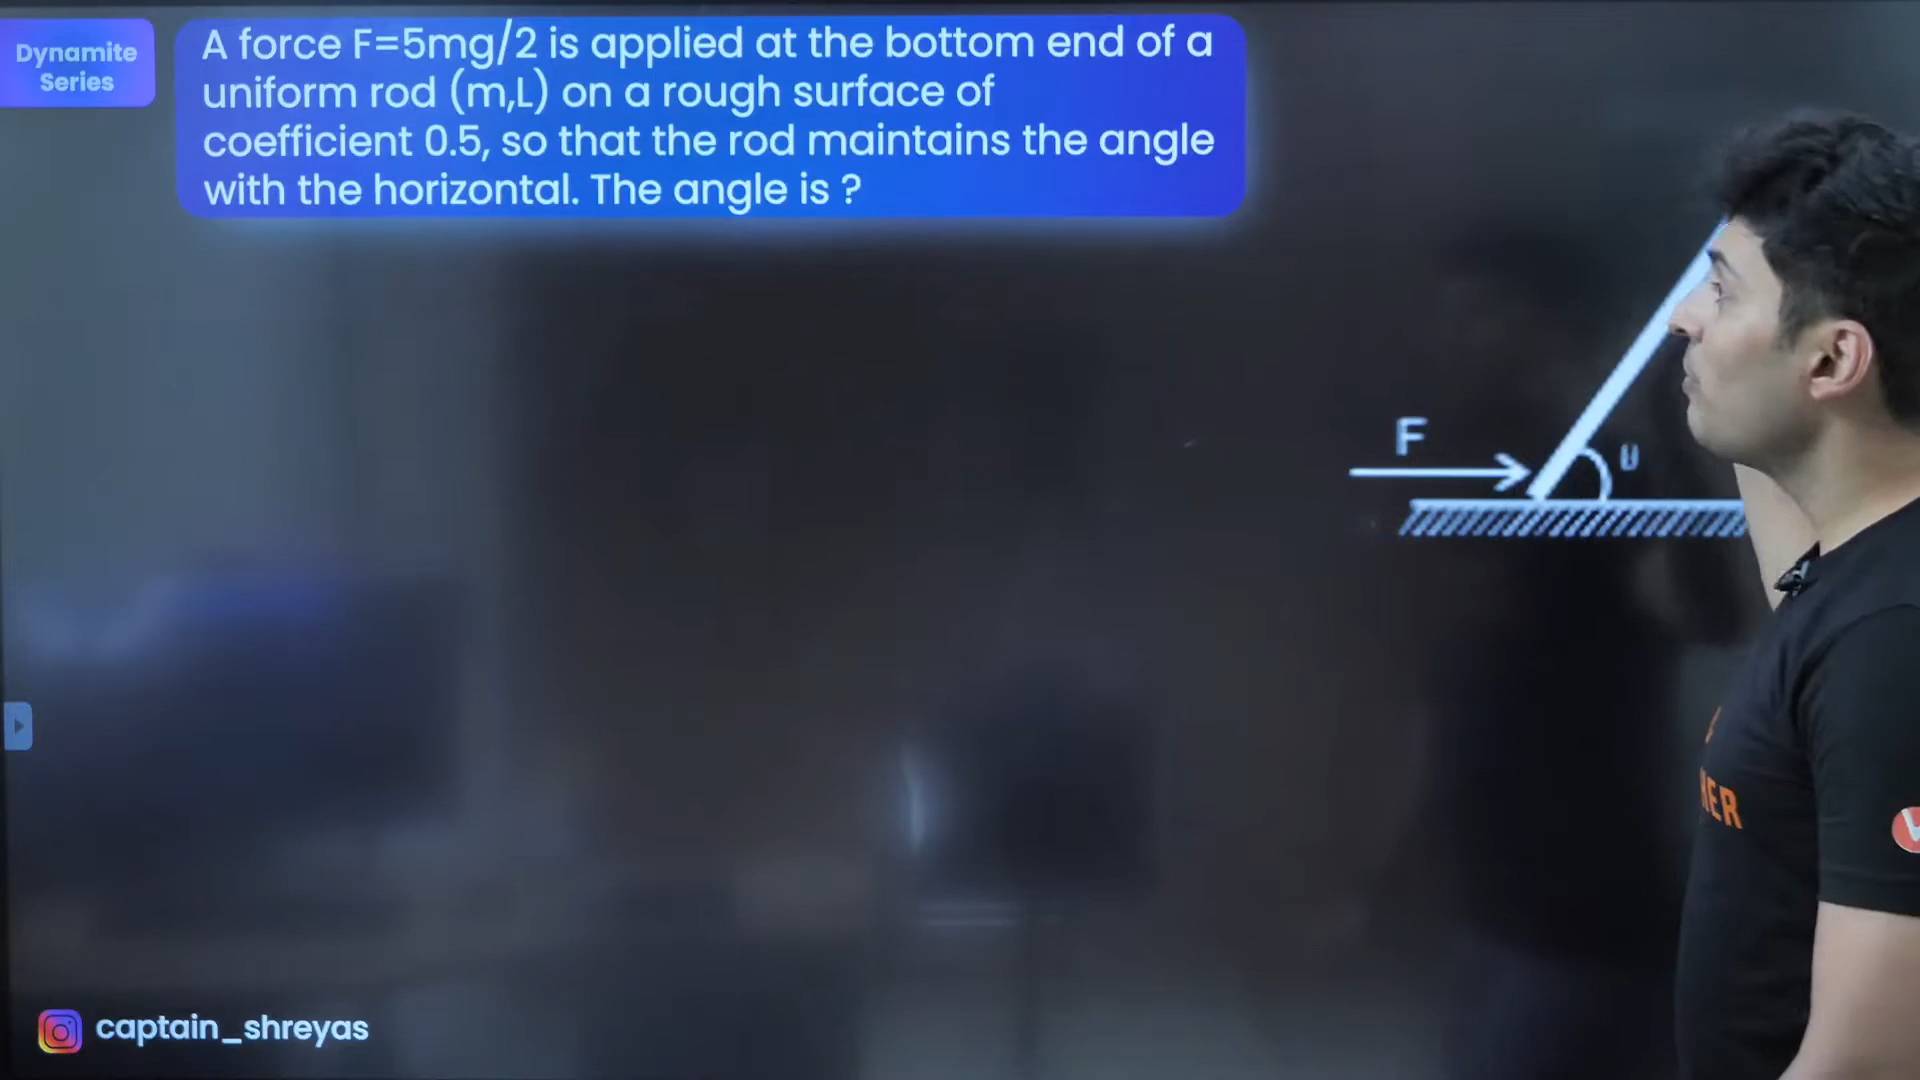 Dynamite
Series
A force F=5mg/2 is applied at the bottom end of a
uniform rod (m,L) on a rough surface of
coefficient 0.5, so that the rod maintains the angle
with the horizontal. The angle is ?
F
θ
captain_shreyas